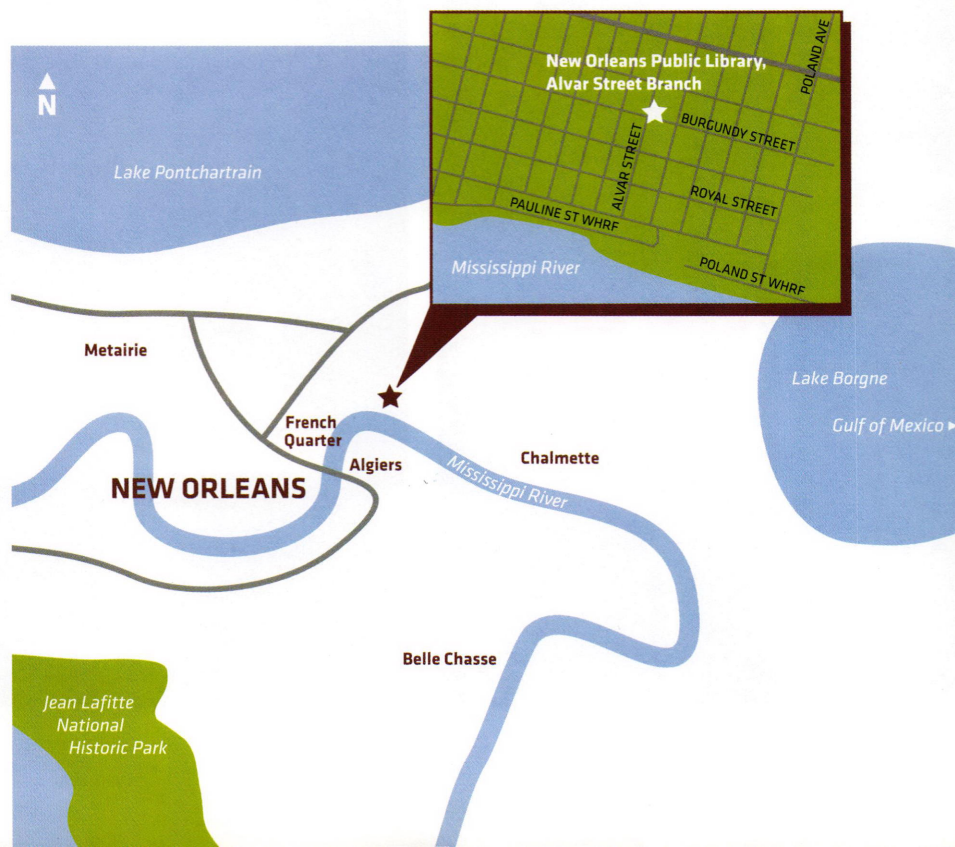 N
Lake Pontchartrain
New Orleans Public Library,
Alvar Street Branch
POLAND AVE
BURGUNDY STREET
ALVAR STREET
ROYAL STREET
PAULINE ST WHRF
Mississippi River
POLAND ST WHRF
Metairie
Lake Borgne
Gulf of Mexico
French
Quarter
Algiers
Chalmette
NEW ORLEANS
Mississippi River
Belle Chasse
Jean Lafitte
National
Historic Park